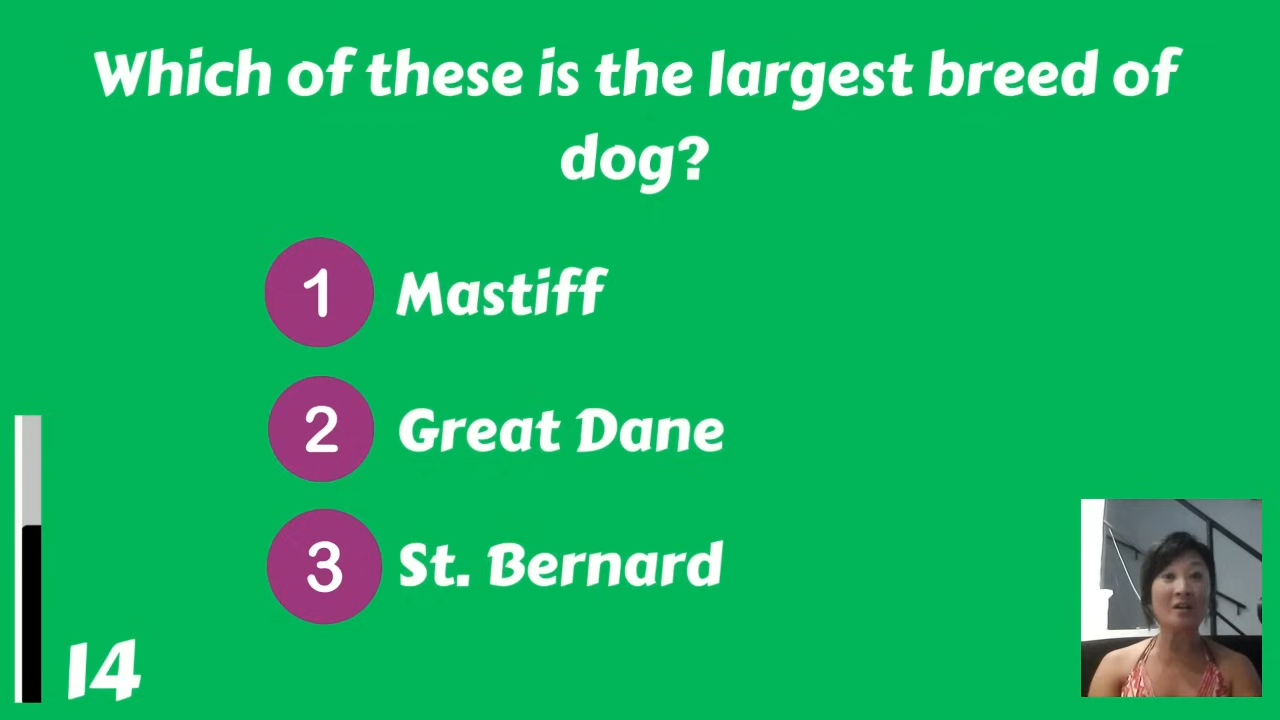 Which of these is the largest breed of
dog?
1 Mastiff
2 Great Dane
3 St. Bernard
14